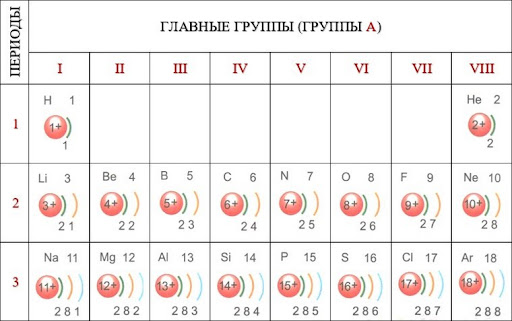 ПЕРИОДЫ
ГЛАВНЫЕ ГРУППЫ (ГРУППЫ А)
I II III IV V VI VII VIII
1
H 1 He 2
1+ 2+
1 2
2
Li 3 Be 4 B 5 C 6 N 7 O 8 F 9 Ne 10
3+ 4+ 5+ 6+ 7+ 8+ 9+ 10+
2 1 2 2 2 3 2 4 2 5 2 6 2 7 2 8
3
Na 11 Mg 12 Al 13 Si 14 P 15 S 16 Cl 17 Ar 18
11+ 12+ 13+ 14+ 15+ 16+ 17+ 18+
2 8 1 2 8 2 2 8 3 2 8 4 2 8 5 2 8 6 2 8 7 2 8 8